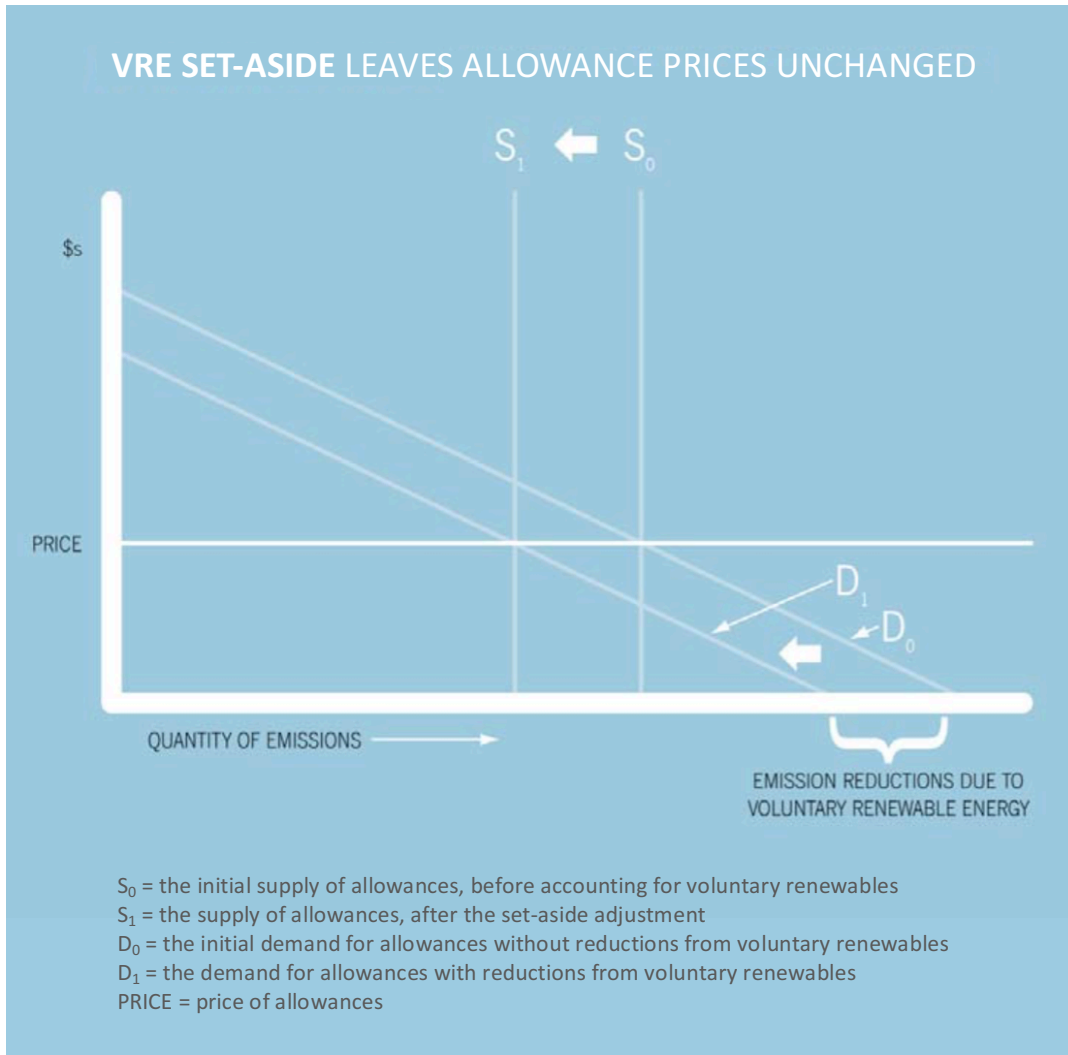 VRE SET-ASIDE LEAVES ALLOWANCE PRICES UNCHANGED
S₁ S₀
$s
PRICE
D₁
D₀
QUANTITY OF EMISSIONS
EMISSION REDUCTIONS DUE TO
VOLUNTARY RENEWABLE ENERGY
S₀ = the initial supply of allowances, before accounting for voluntary renewables
S₁ = the supply of allowances, after the set-aside adjustment
D₀ = the initial demand for allowances without reductions from voluntary renewables
D₁ = the demand for allowances with reductions from voluntary renewables
PRICE = price of allowances